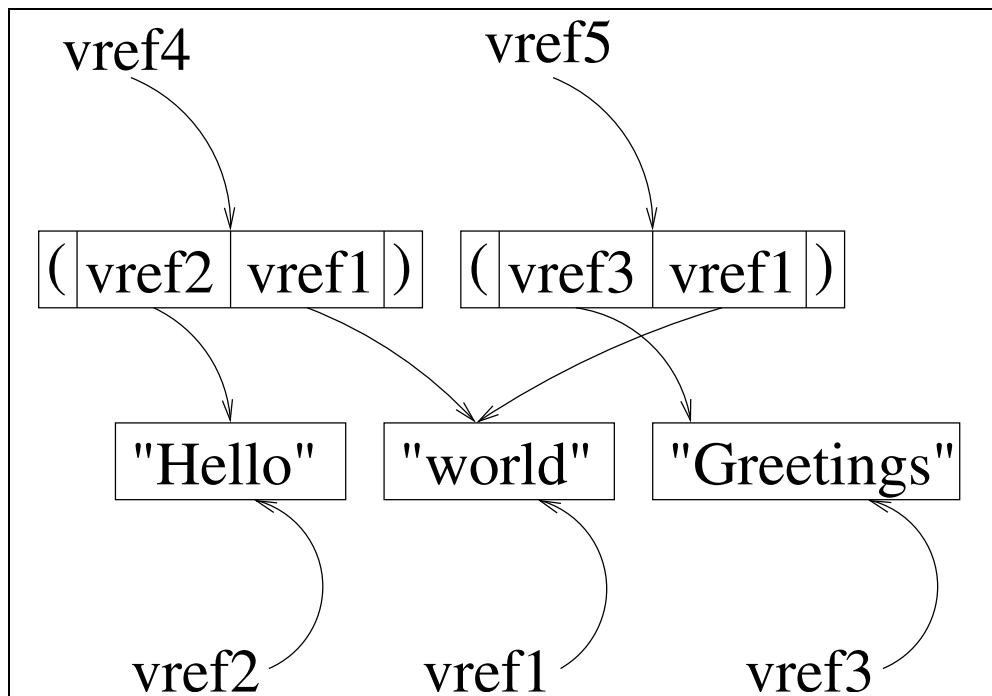 vref4 vref5
( vref2 vref1 ) ( vref3 vref1 )
"Hello" "world" "Greetings"
vref2 vref1 vref3